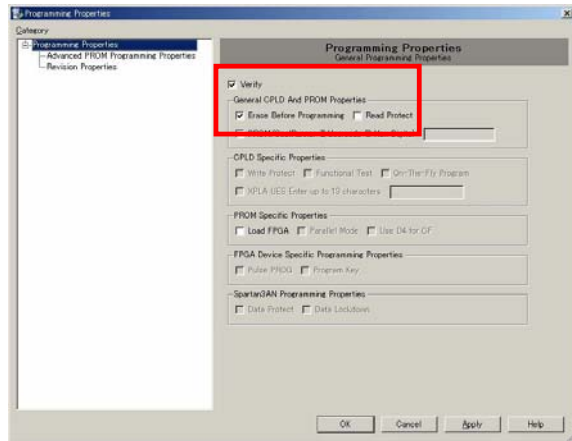 Programming Properties
Category
Programming Properties
Advanced PROM Programming Properties
Revision Properties
Programming Properties
General Programming Properties
Verify
General CPLD And PROM Properties
Erase Before Programming Read Protect
CPLD Specific Properties
Write Protect Functional Test On-The-Fly Program
XPLA UES Enter up to 13 characters
PROM Specific Properties
Load FPGA Parallel Mode Use D4 for CF
FPGA Device Specific Programming Properties
Pulse PROG Program Key
Spartan3AN Programming Properties
Data Protect Data Lockdown
OK Cancel Apply Help